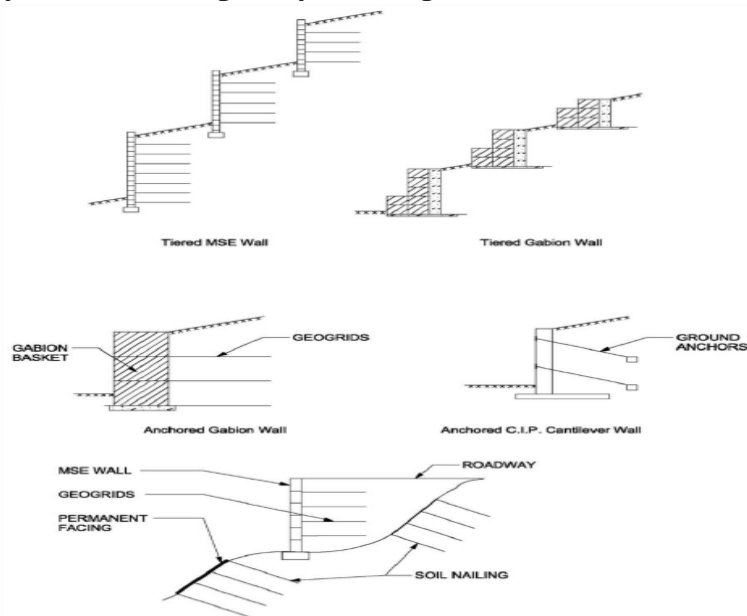 Tiered MSE Wall
Tiered Gabion Wall
GABION
BASKET
GEOGRIDS
GROUND
ANCHORS
Anchored Gabion Wall
Anchored C.I.P. Cantilever Wall
MSE WALL
ROADWAY
GEOGRIDS
PERMANENT
FACING
SOIL NAILING